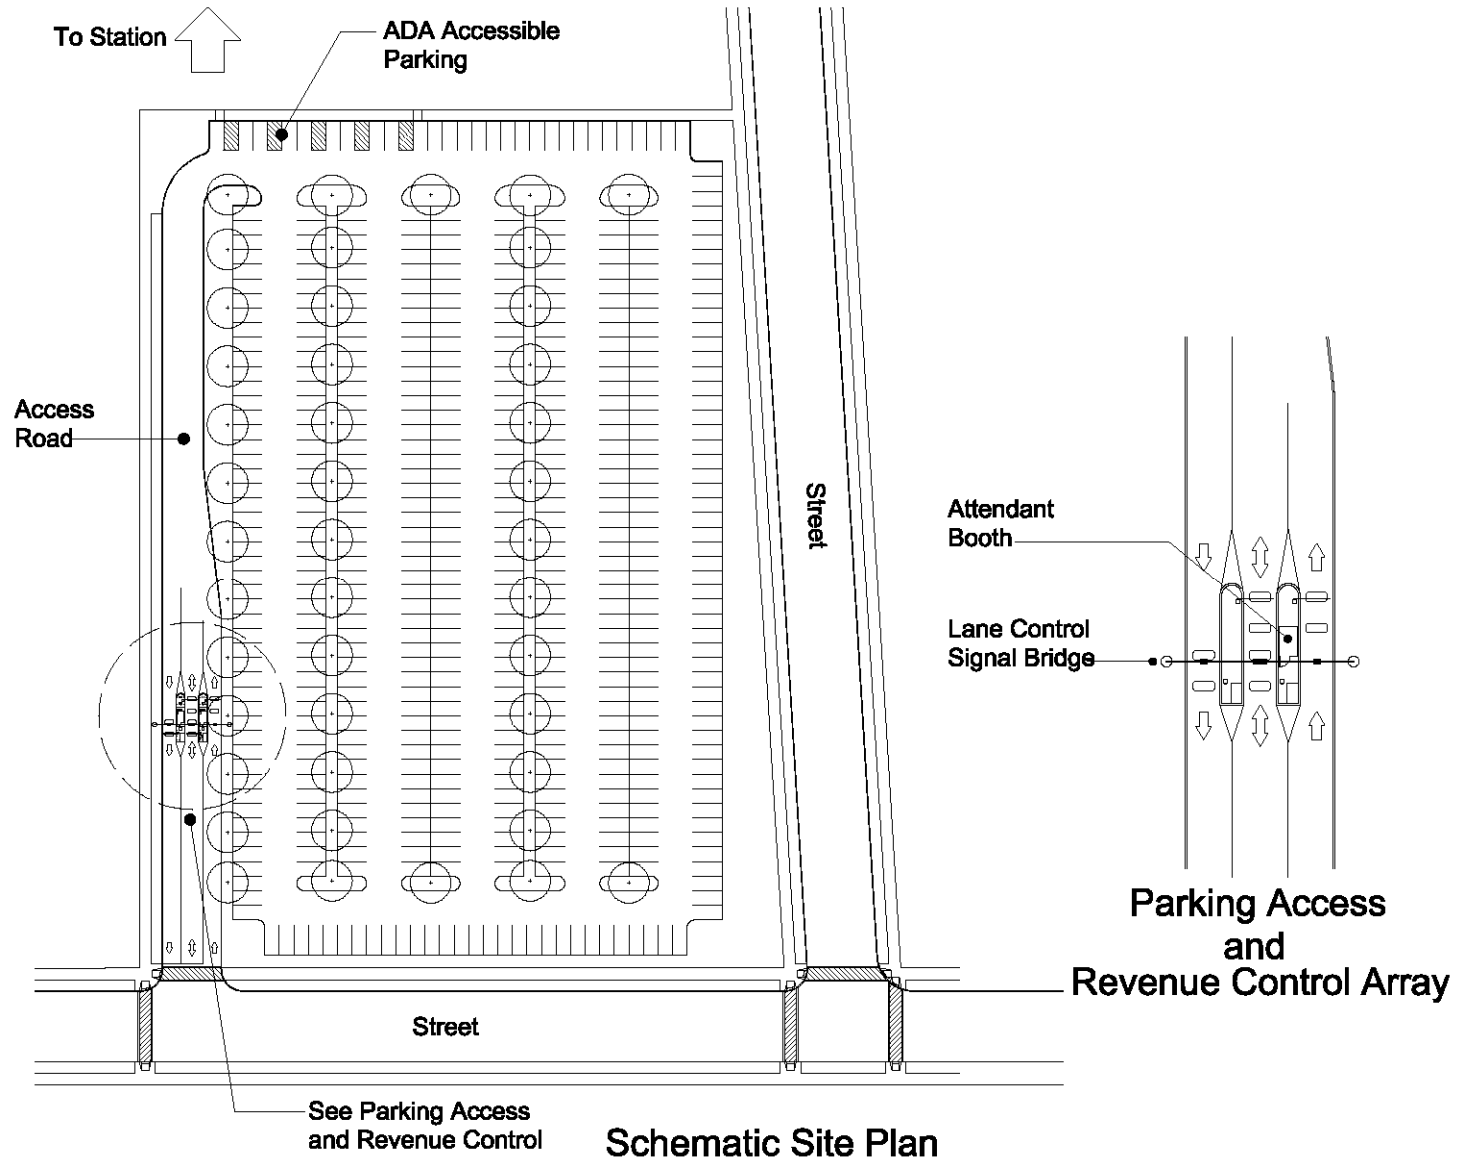 To Station
ADA Accessible
Parking
Access
Road
Street
Attendant
Booth
Lane Control
Signal Bridge
Parking Access
and
Revenue Control Array
Street
See Parking Access
and Revenue Control
Schematic Site Plan